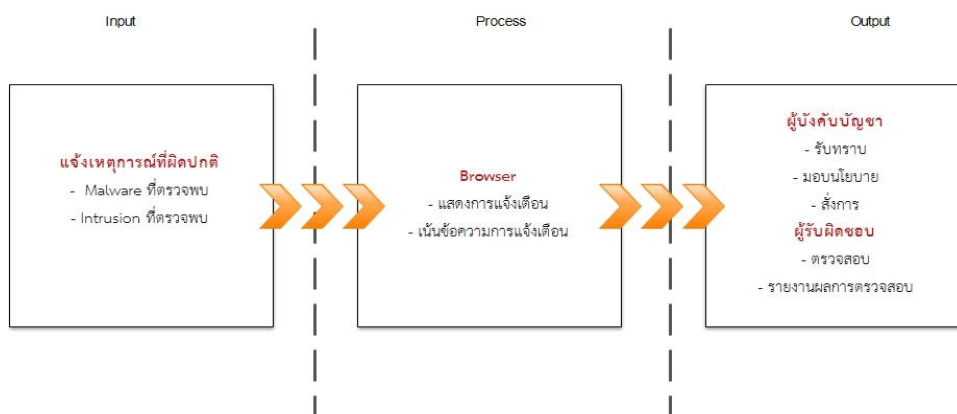 Input
Process
Output
แจ้งเหตุการณ์ที่ผิดปกติ
- Malware ที่ตรวจพบ
- Intrusion ที่ตรวจพบ
Browser
- แสดงการแจ้งเตือน
- เน้นข้อความการแจ้งเตือน
ผู้บังคับบัญชา
- รับทราบ
- มอบนโยบาย
- สั่งการ
ผู้รับผิดชอบ
- ตรวจสอบ
- รายงานผลการตรวจสอบ